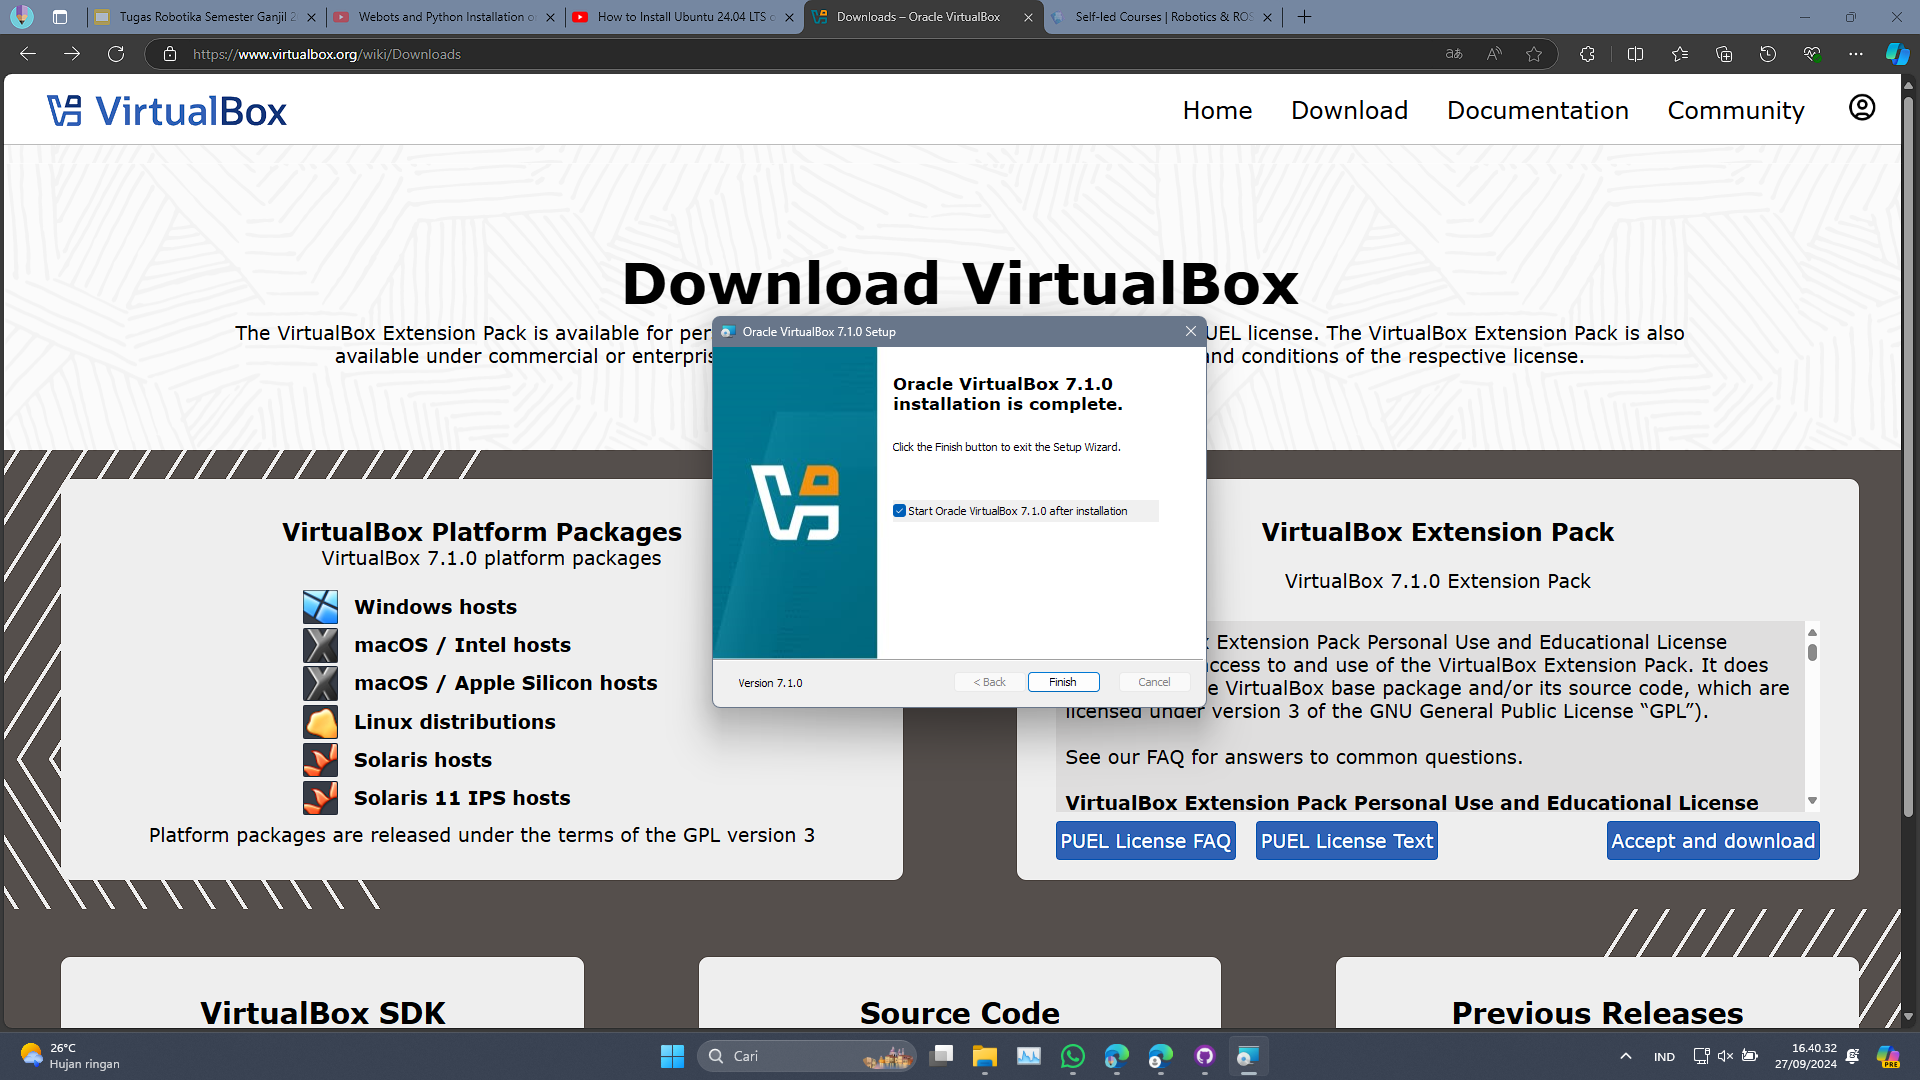 Tugas Robotika Semester Ganjil 2
Webots and Python Installation o
How to Install Ubuntu 24.04 LTS o
Downloads – Oracle VirtualBox
Self-led Courses | Robotics & ROS
https://www.virtualbox.org/wiki/Downloads
VirtualBox
Home
Download
Documentation
Community
Download VirtualBox
The VirtualBox Extension Pack is available for per
UEL license. The VirtualBox Extension Pack is also
available under commercial or enterpris
nd conditions of the respective license.
Oracle VirtualBox 7.1.0 Setup
Oracle VirtualBox 7.1.0
installation is complete.
Click the Finish button to exit the Setup Wizard.
Start Oracle VirtualBox 7.1.0 after installation
Version 7.1.0
< Back
Finish
Cancel
VirtualBox Platform Packages
VirtualBox 7.1.0 platform packages
Windows hosts
macOS / Intel hosts
macOS / Apple Silicon hosts
Linux distributions
Solaris hosts
Solaris 11 IPS hosts
Platform packages are released under the terms of the GPL version 3
VirtualBox Extension Pack
VirtualBox 7.1.0 Extension Pack
Extension Pack Personal Use and Educational License
ccess to and use of the VirtualBox Extension Pack. It does
e VirtualBox base package and/or its source code, which are
licensed under version 3 of the GNU General Public License “GPL”).
See our FAQ for answers to common questions.
VirtualBox Extension Pack Personal Use and Educational License
PUEL License FAQ
PUEL License Text
Accept and download
VirtualBox SDK
Source Code
Previous Releases
26°C
Hujan ringan
Cari
IND
16.40.32
27/09/2024
PRE